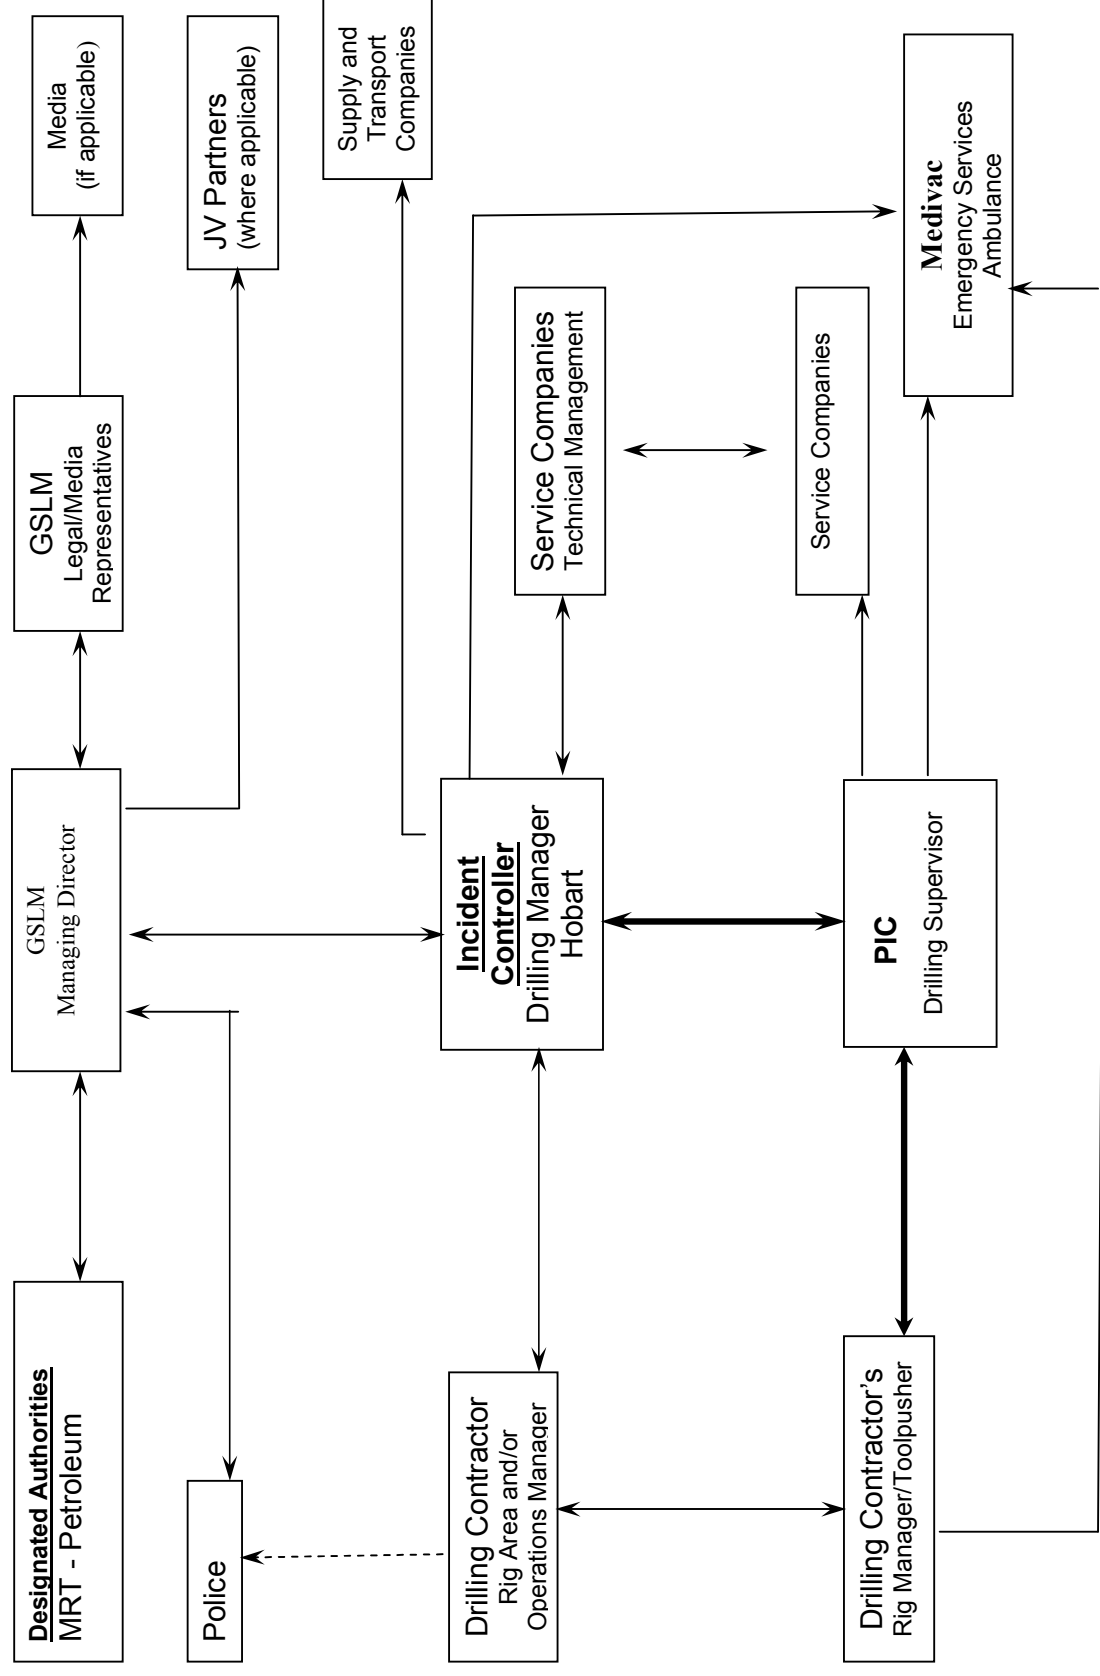 Designated Authorities
MRT - Petroleum
GSLM
Managing Director
GSLM
Legal/Media
Representatives
Media
(if applicable)
Police
JV Partners
(where applicable)
Supply and
Transport
Companies
Drilling Contractor
Rig Area and/or
Operations Manager
Incident
Controller
Drilling Manager
Hobart
Service Companies
Technical Management
Drilling Contractor's
Rig Manager/Toolpusher
PIC
Drilling Supervisor
Service Companies
Medivac
Emergency Services
Ambulance